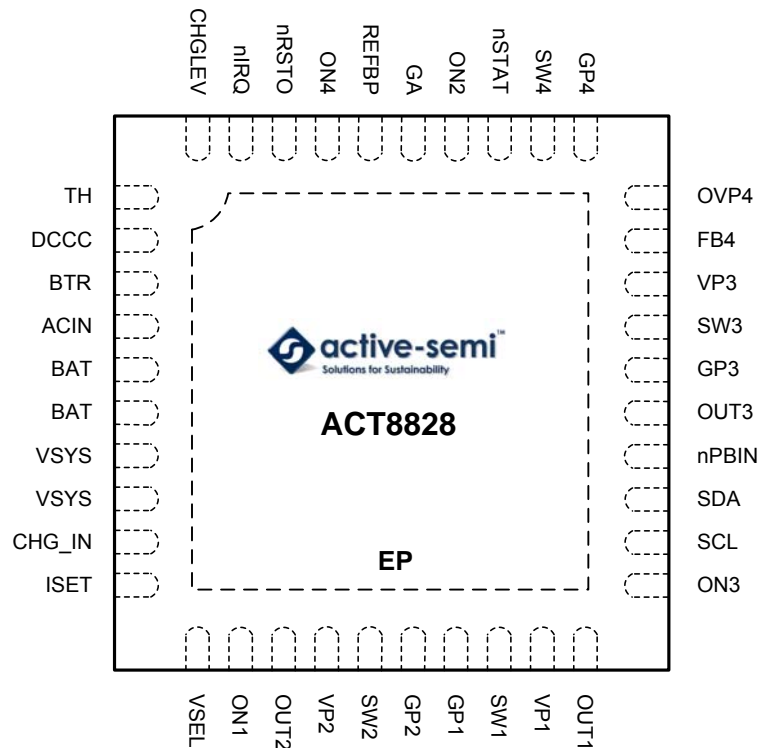 CHGLEV
nIRQ
nRSTO
ON4
REFBP
GA
ON2
nSTAT
SW4
GP4
TH
DCCC
BTR
ACIN
BAT
BAT
VSYS
VSYS
CHG_IN
ISET
active-semi™
Solutions for Sustainability
ACT8828
EP
OVP4
FB4
VP3
SW3
GP3
OUT3
nPBIN
SDA
SCL
ON3
VSEL
ON1
OUT2
VP2
SW2
GP2
GP1
SW1
VP1
OUT1